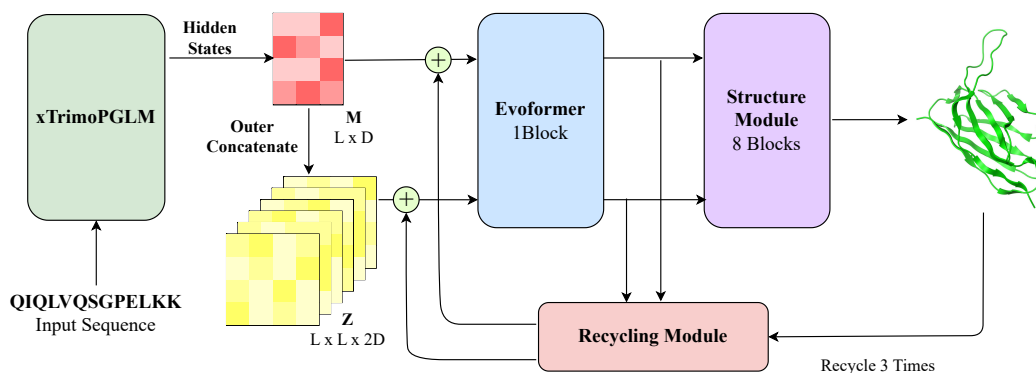 xTrimoPGLM
Hidden
States
M
L x D
Outer
Concatenate
+
+
Evoformer
1Block
Structure
Module
8 Blocks
QIQLVQSGPELKK
Input Sequence
Z
L x L x 2D
Recycling Module
Recycle 3 Times